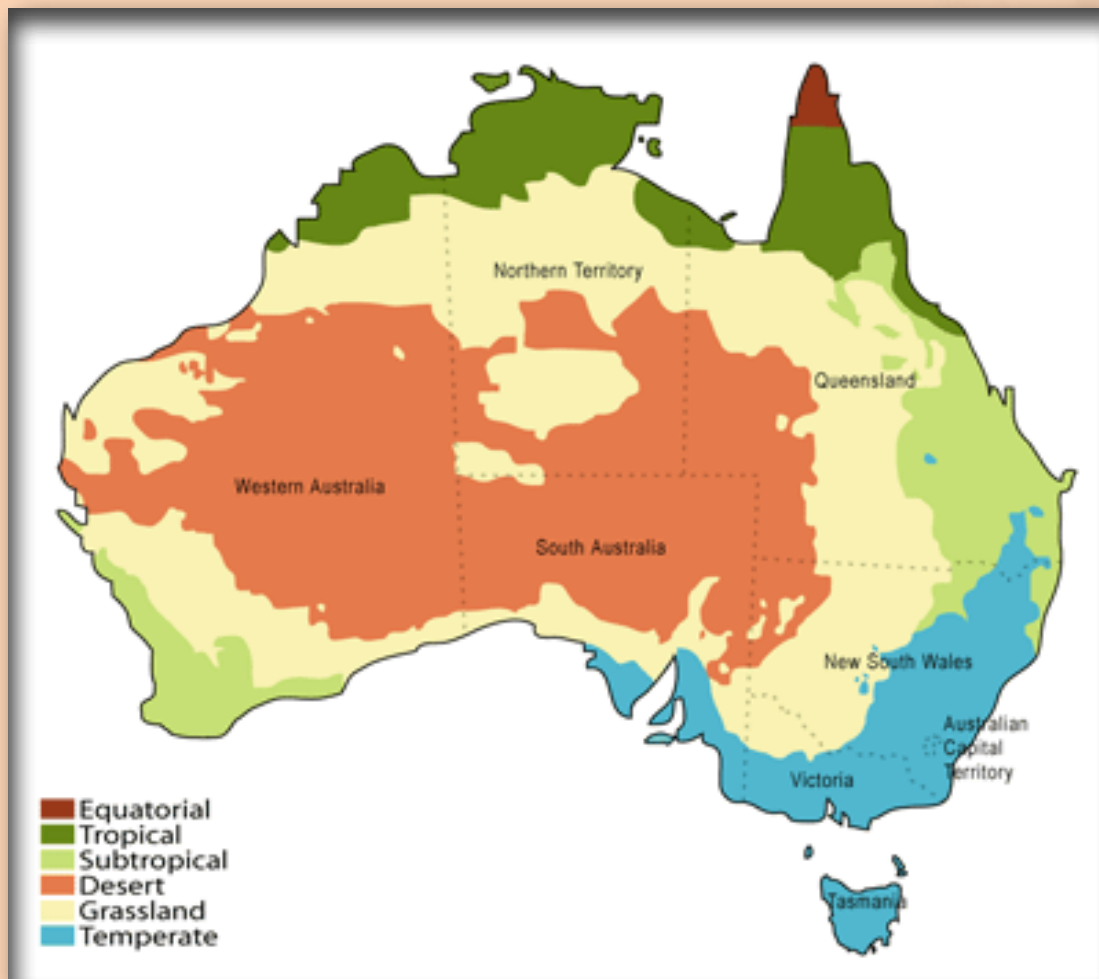 Northern Territory
Queensland
Western Australia
South Australia
New South Wales
Australian
Capital
Territory
Victoria
Tasmania
Equatorial
Tropical
Subtropical
Desert
Grassland
Temperate